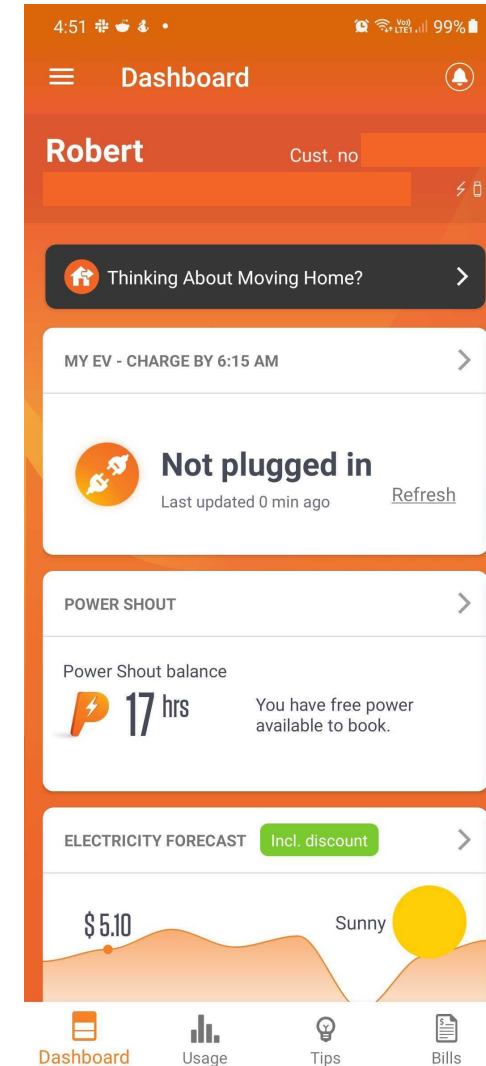 4:51
Vo)) LTE1 99%
Dashboard
Robert
Cust. no
Thinking About Moving Home?
MY EV - CHARGE BY 6:15 AM
Not plugged in
Last updated 0 min ago
Refresh
POWER SHOUT
Power Shout balance
17 hrs
You have free power
available to book.
ELECTRICITY FORECAST Incl. discount
$ 5.10
Sunny
Dashboard Usage Tips Bills